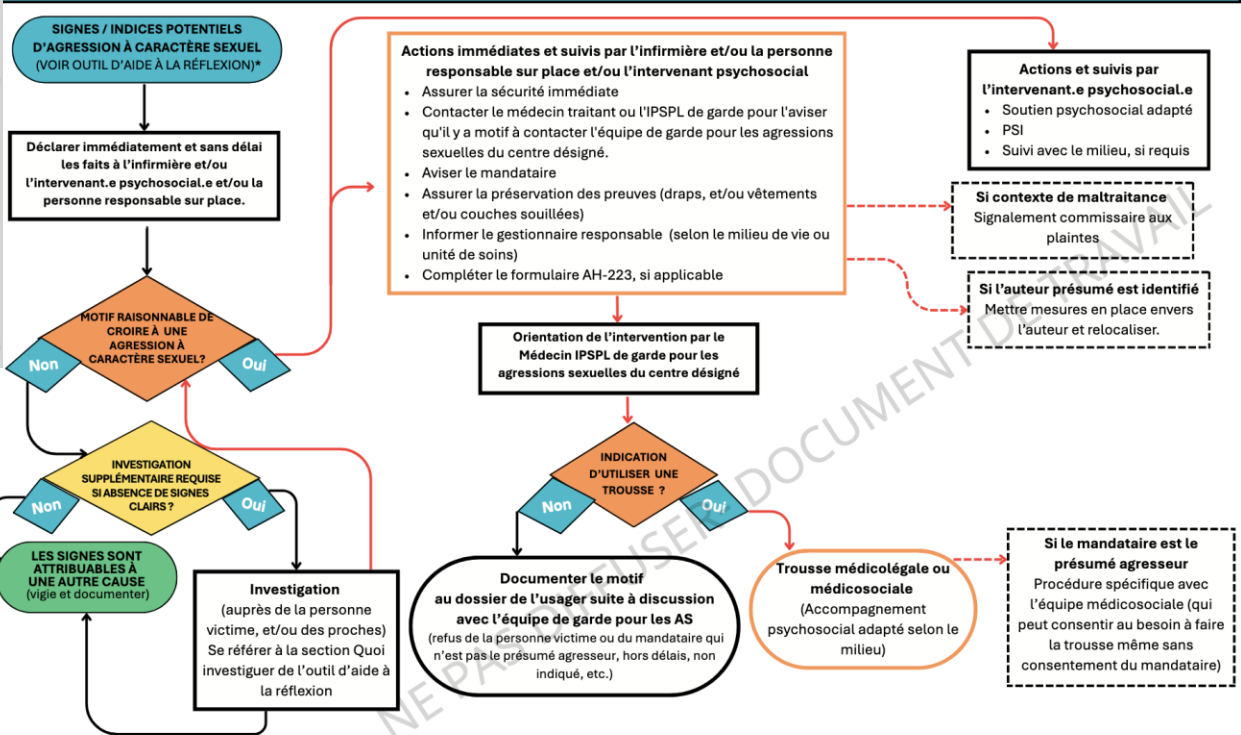 SIGNES / INDICES POTENTIELS
D'AGRESSION À CARACTÈRE SEXUEL
(VOIR OUTIL D'AIDE À LA RÉFLEXION)*
Déclarer immédiatement et sans délai
les faits à l'infirmière et/ou
l'intervenant.e psychosocial.e et/ou la
personne responsable sur place.
MOTIF RAISONNABLE DE
CROIRE À UNE
AGRESSION À
CARACTÈRE SEXUEL?
Non
Oui
INVESTIGATION
SUPPLÉMENTAIRE REQUISE
SI ABSENCE DE SIGNES
CLAIRS ?
Non
Oui
LES SIGNES SONT
ATTRIBUABLES À
UNE AUTRE CAUSE
(vigie et documenter)
Investigation
(auprès de la personne
victime, et/ou des proches)
Se référer à la section Quoi
investiguer de l'outil d'aide à
la réflexion
Actions immédiates et suivis par l'infirmière et/ou la personne
responsable sur place et/ou l'intervenant psychosocial
• Assurer la sécurité immédiate
• Contacter le médecin traitant ou l'IPSPL de garde pour l'aviser
qu'il y a motif à contacter l'équipe de garde pour les agressions
sexuelles du centre désigné.
• Aviser le mandataire
• Assurer la préservation des preuves (draps, et/ou vêtements
et/ou couches souillées)
• Informer le gestionnaire responsable (selon le milieu de vie ou
unité de soins)
• Compléter le formulaire AH-223, si applicable
Orientation de l'intervention par le
Médecin IPSPL de garde pour les
agressions sexuelles du centre désigné
INDICATION
D'UTILISER UNE
TROUSSE ?
Non
Oui
Documenter le motif
au dossier de l'usager suite à discussion
avec l'équipe de garde pour les AS
(refus de la personne victime ou du mandataire qui
n'est pas le présumé agresseur, hors délais, non
indiqué, etc.)
Trousse médicolégale ou
médicosociale
(Accompagnement
psychosocial adapté selon le
milieu)
Actions et suivis par
l'intervenant.e psychosocial.e
• Soutien psychosocial adapté
• PSI
• Suivi avec le milieu, si requis
Si contexte de maltraitance
Signalement commissaire aux
plaintes
Si l'auteur présumé est identifié
Mettre mesures en place envers
l'auteur et relocaliser.
Si le mandataire est le
présumé agresseur
Procédure spécifique avec
l'équipe médicosociale (qui
peut consentir au besoin à faire
la trousse même sans
consentement du mandataire)
NE PAS DIFFUSER: DOCUMENT DE TRAVAIL